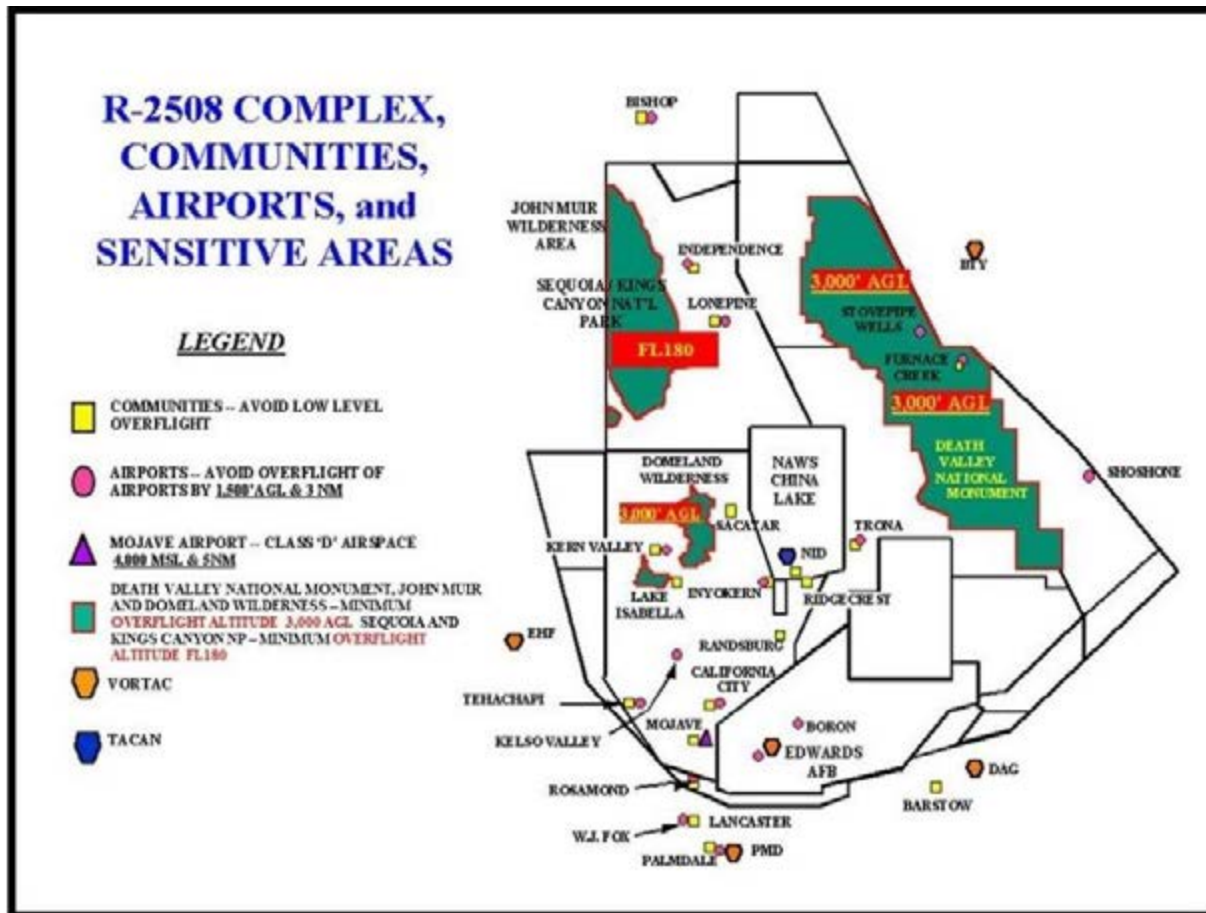 R-2508 COMPLEX,
COMMUNITIES,
AIRPORTS, and
SENSITIVE AREAS
LEGEND
COMMUNITIES -- AVOID LOW LEVEL
OVERFLIGHT
AIRPORTS -- AVOID OVERFLIGHT OF
AIRPORTS BY 1,500' AGL & 3 NM
MOJAVE AIRPORT -- CLASS 'D' AIRSPACE
4,000 MSL & 5NM
DEATH VALLEY NATIONAL MONUMENT, JOHN MUIR
AND DOMELAND WILDERNESS -- MINIMUM
OVERFLIGHT ALTITUDE 3,000 AGL SEQUOIA AND
KINGS CANYON NP -- MINIMUM OVERFLIGHT
ALTITUDE FL180
VORTAC
TACAN
BISHOP
JOHN MUIR
WILDERNESS
AREA
INDEPENDENCE
SEQUOIA / KINGS
CANYON NAT'L
PARK
LONEPINE
FL180
BTY
3,000' AGL
STOVEPIPE
WELLS
FURNACE
CREEK
3,000' AGL
DEATH
VALLEY
NATIONAL
MONUMENT
SHOSHONE
DOMELAND
WILDERNESS
NAWS
CHINA
LAKE
3,000' AGL
SACATAR
TRONA
KERN VALLEY
NID
LAKE
ISABELLA
INYOKERN
RIDGECREST
EHF
RANDSBURG
CALIFORNIA
CITY
TEHACHAPI
MOJAVE
KELSO VALLEY
BORON
EDWARDS
AFB
DAG
ROSAMOND
BARSTOW
W.J. FOX
LANCASTER
PALMDALE
PMD